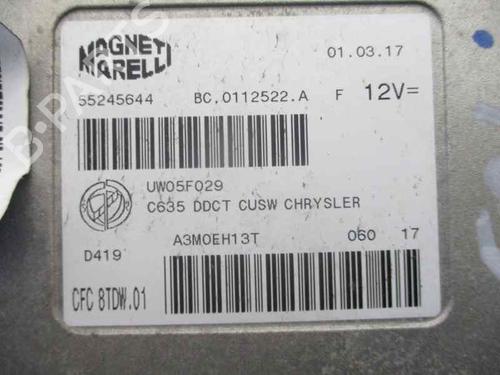 MAGNETI
MARELLI
01.03.17
55245644 BC.0112522.A F 12V=
UW05F029
C635 DDCT CUSW CHRYSLER
D419 A3M0EH13T 060 17
CFC 8TDW.01
B-PARTS